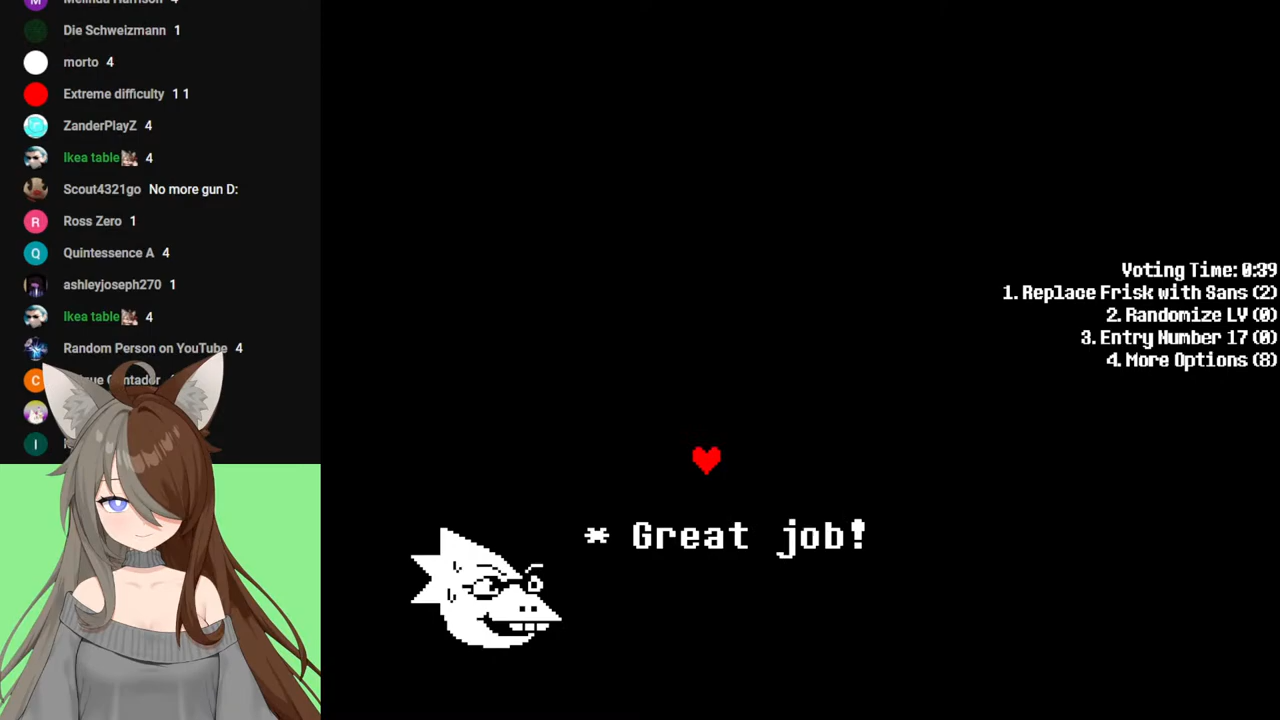 Melinda Harrison 4
Die Schweizmann 1
morto 4
Extreme difficulty 1 1
ZanderPlayZ 4
Ikea table 4
Scout4321go No more gun D:
R Ross Zero 1
Q Quintessence A 4
ashleyjoseph270 1
Ikea table 4
Random Person on YouTube 4
C
I
Voting Time: 0:39
1. Replace Frisk with Sans (2)
2. Randomize LV (0)
3. Entry Number 17 (0)
4. More Options (8)
* Great job!